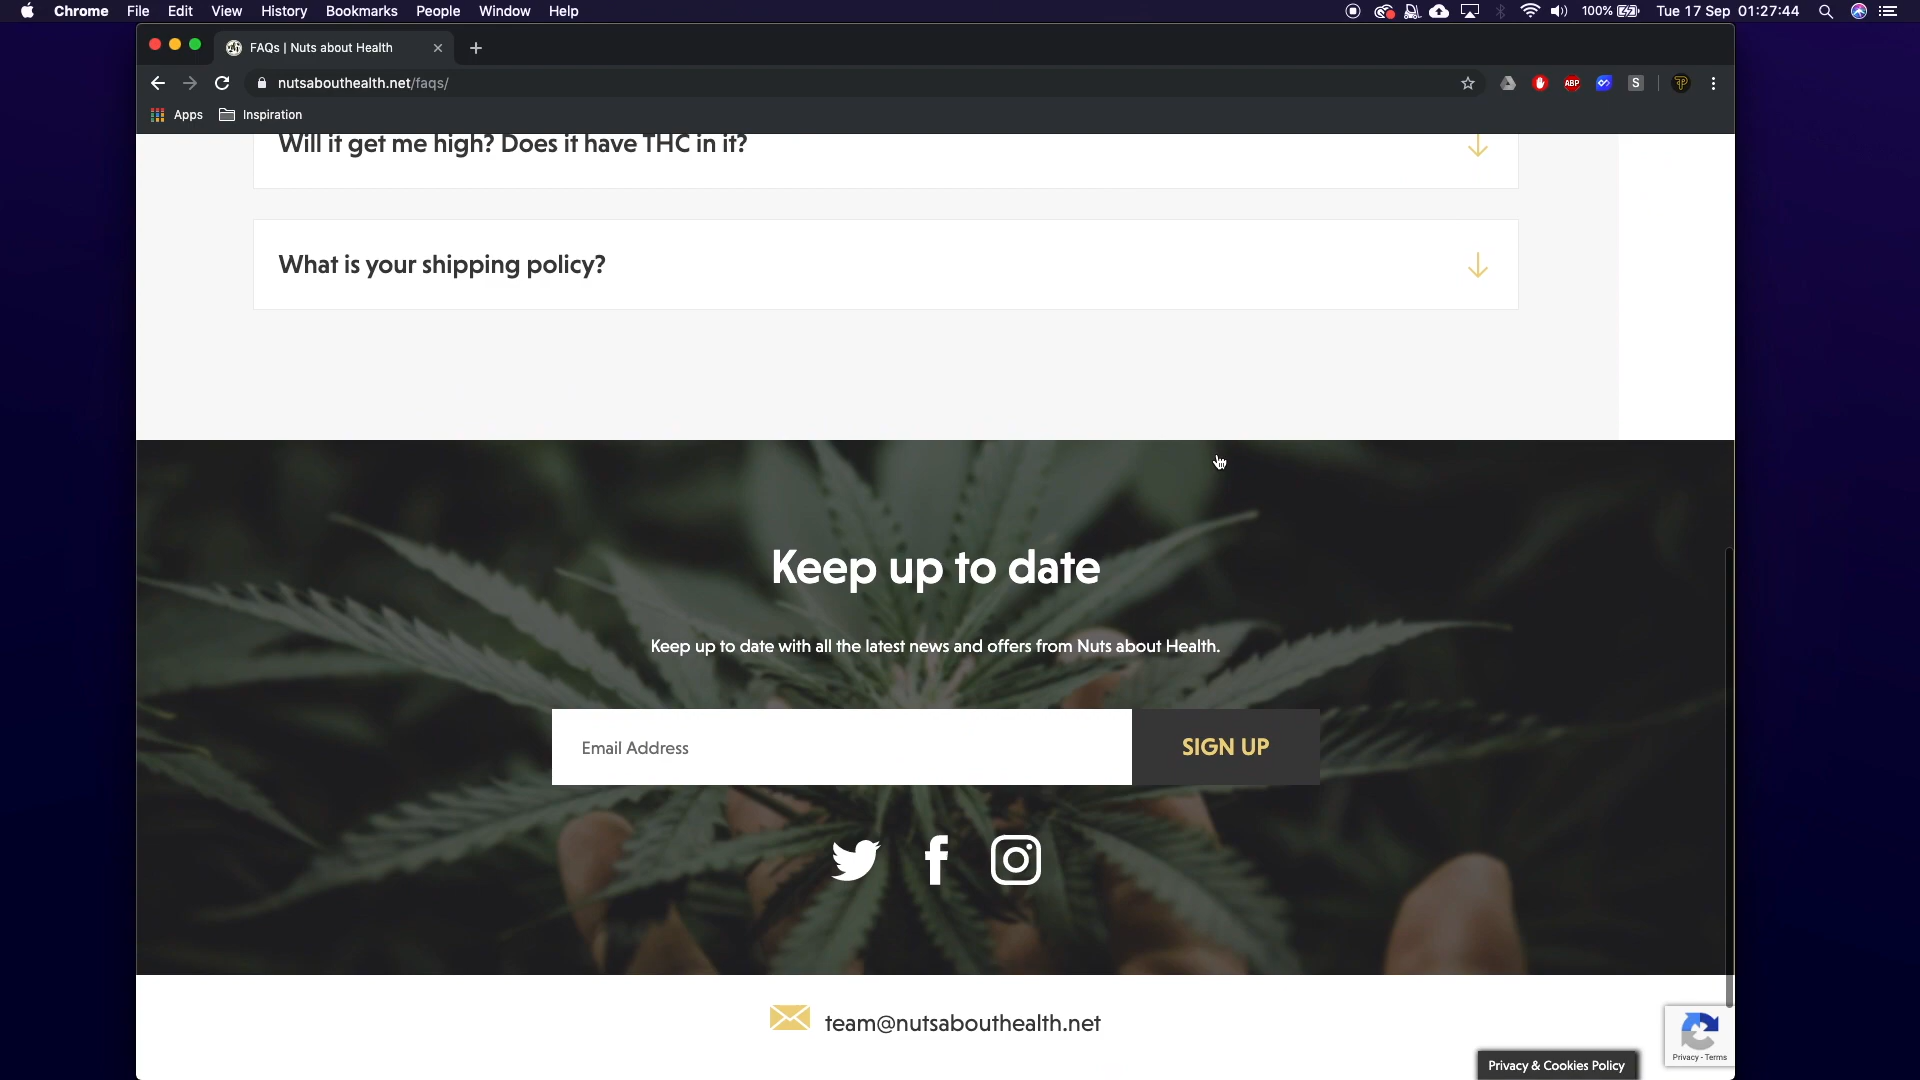 Chrome File Edit View History Bookmarks People Window Help 100% Tue 17 Sep 01:27:44
FAQs | Nuts about Health
nutsabouthealth.net/faqs/ ABP S
Apps Inspiration
Will it get me high? Does it have THC in it?
What is your shipping policy?
Keep up to date
Keep up to date with all the latest news and offers from Nuts about Health.
Email Address SIGN UP
team@nutsabouthealth.net
Privacy - Terms
Privacy & Cookies Policy